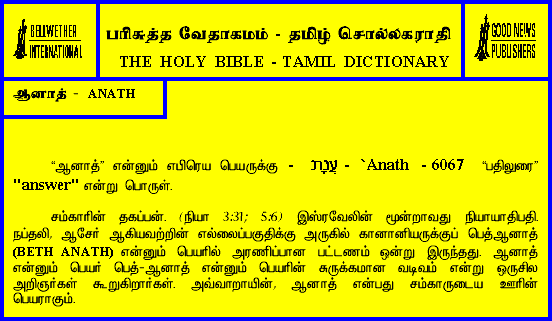 BELLWETHER
INTERNATIONAL
பரிசுத்த வேதாகமம் - தமிழ் சொல்லகராதி
THE HOLY BIBLE - TAMIL DICTIONARY
GOOD NEWS
PUBLISHERS
ஆனாத் - ANATH
“ஆனாத்” என்னும் எபிரெய பெயருக்கு - עֲנָת - `Anath - 6067 “பதிலுரை”
"answer" என்று பொருள்.
சம்காரின் தகப்பன். (நியா 3:31; 5:6) இஸ்ரவேலின் மூன்றாவது நியாயாதிபதி.
நப்தலி, ஆசேர் ஆகியவற்றின் எல்லைப்பகுதிக்கு அருகில் கானானியருக்குப் பெத்ஆனாத்
(BETH ANATH) என்னும் பெயரில் அரணிப்பான பட்டணம் ஒன்று இருந்தது. ஆனாத்
என்னும் பெயர் பெத்-ஆனாத் என்னும் பெயரின் சுருக்கமான வடிவம் என்று ஒருசில
அறிஞர்கள் கூறுகிறார்கள். அவ்வாறாயின், ஆனாத் என்பது சம்காருடைய ஊரின்
பெயராகும்.